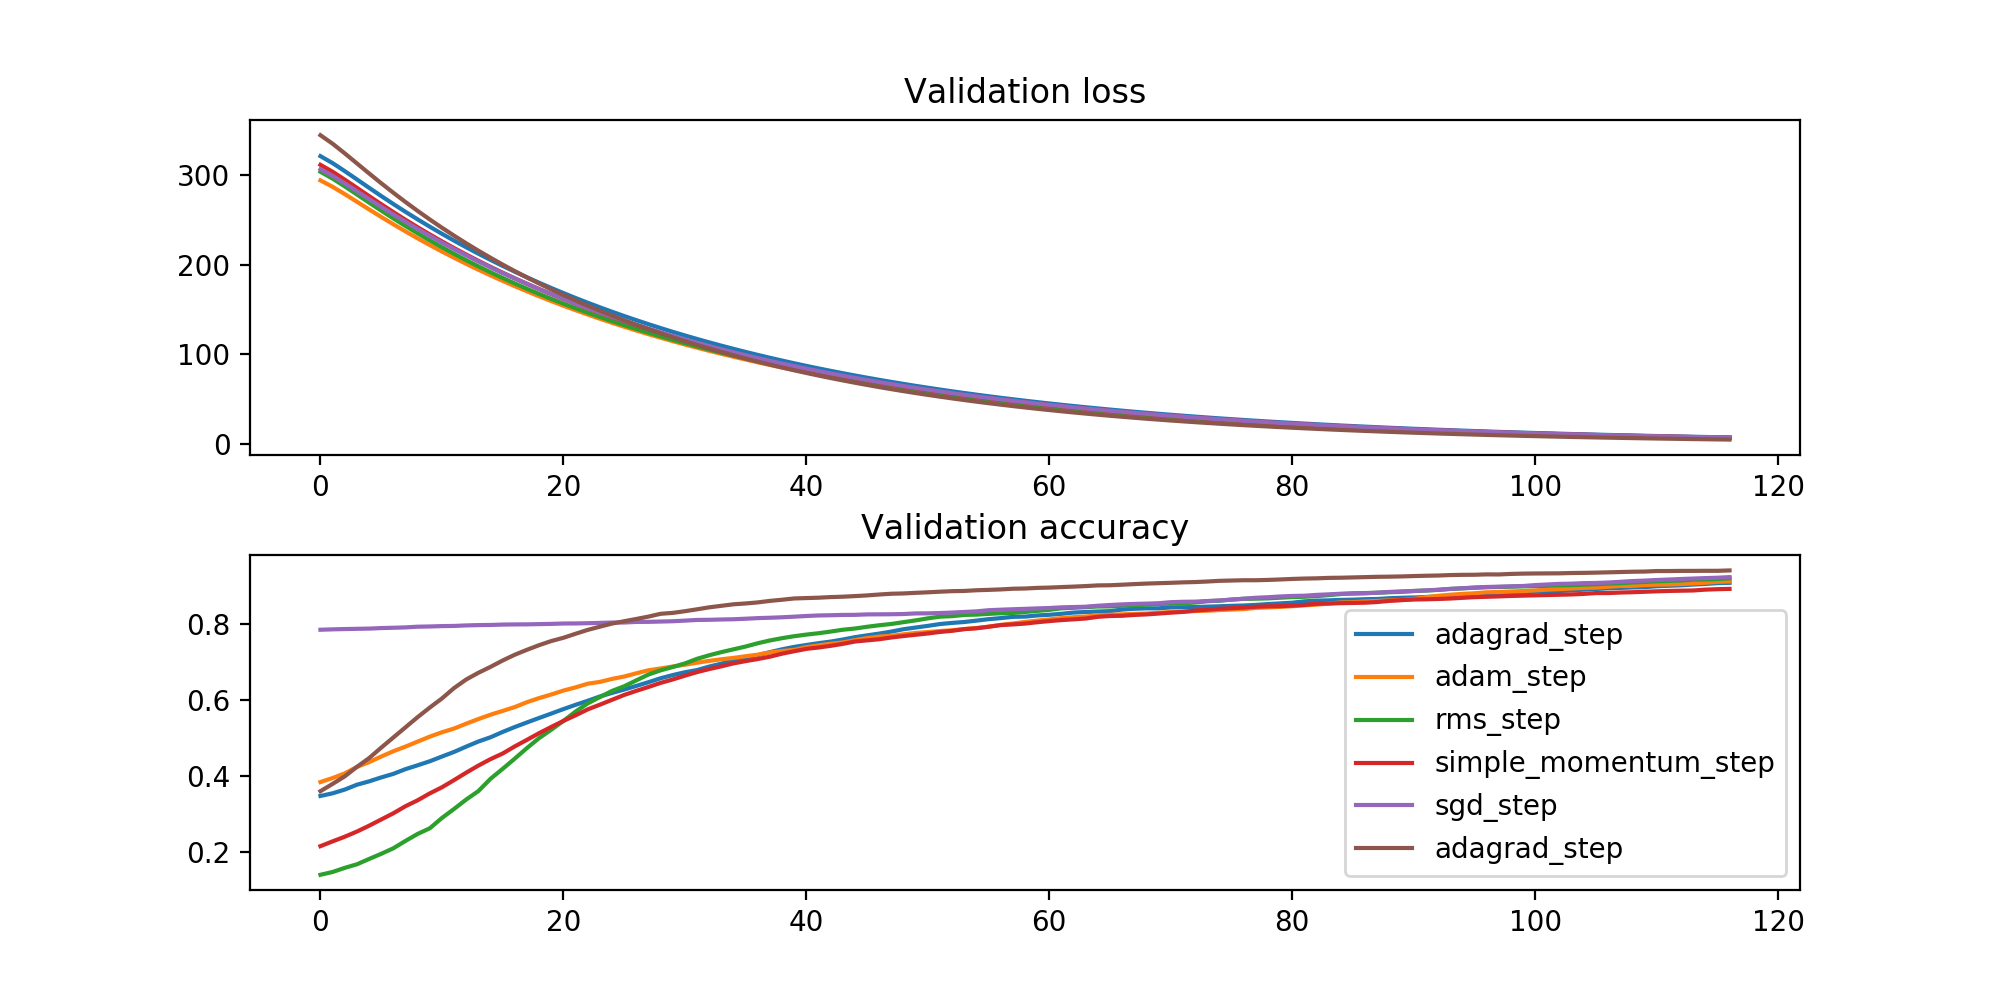 Validation loss
300
200
100
0
0 20 40 60 80 100 120
Validation accuracy
0.8
0.6
0.4
0.2
adagrad_step
adam_step
rms_step
simple_momentum_step
sgd_step
adagrad_step
0 20 40 60 80 100 120